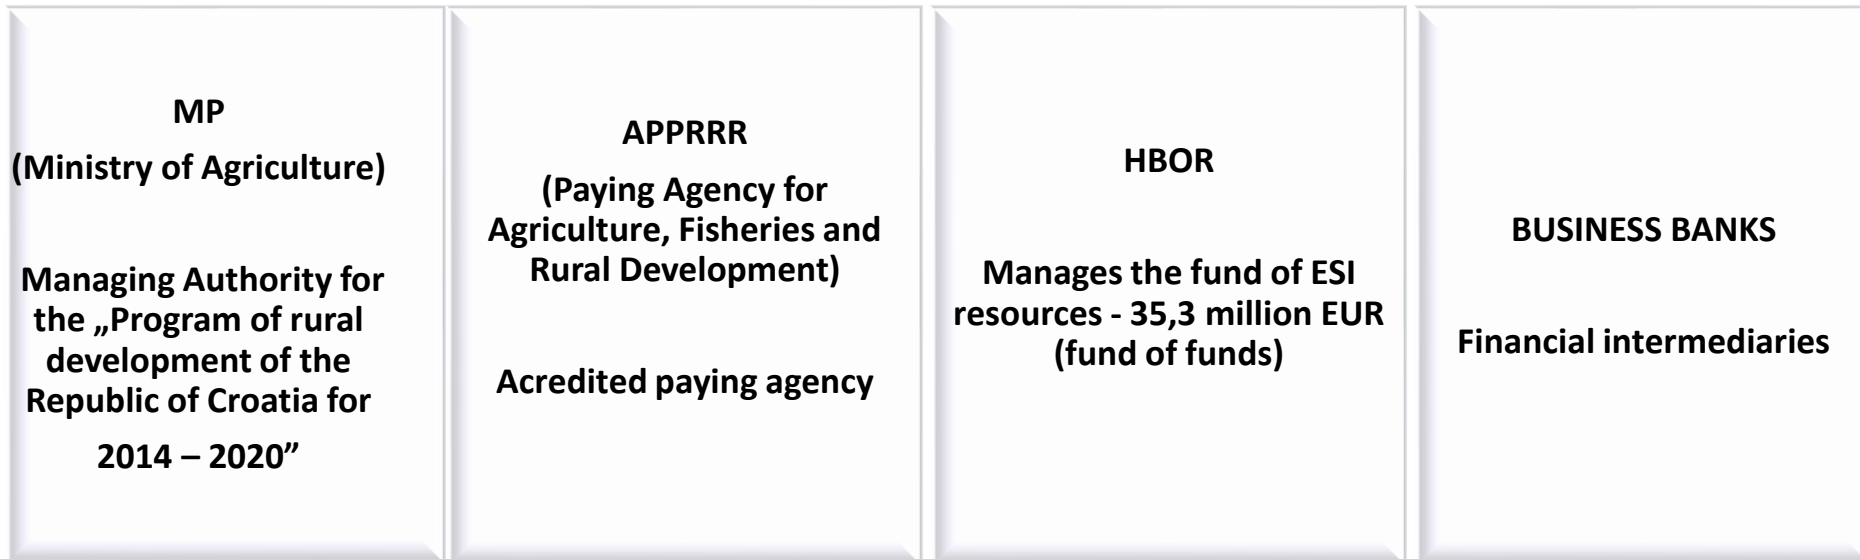 MP
(Ministry of Agriculture)
Managing Authority for
the „Program of rural
development of the
Republic of Croatia for
2014 – 2020”
APPRRR
(Paying Agency for
Agriculture, Fisheries and
Rural Development)
Acredited paying agency
HBOR
Manages the fund of ESI
resources - 35,3 million EUR
(fund of funds)
BUSINESS BANKS
Financial intermediaries